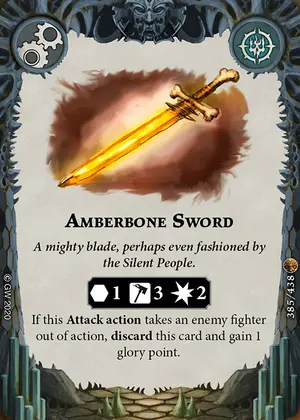 AMBERBONE SWORD
A mighty blade, perhaps even fashioned by
the Silent People.
1 3 2
If this Attack action takes an enemy fighter
out of action, discard this card and gain 1
glory point.
© GW 2020
385/438